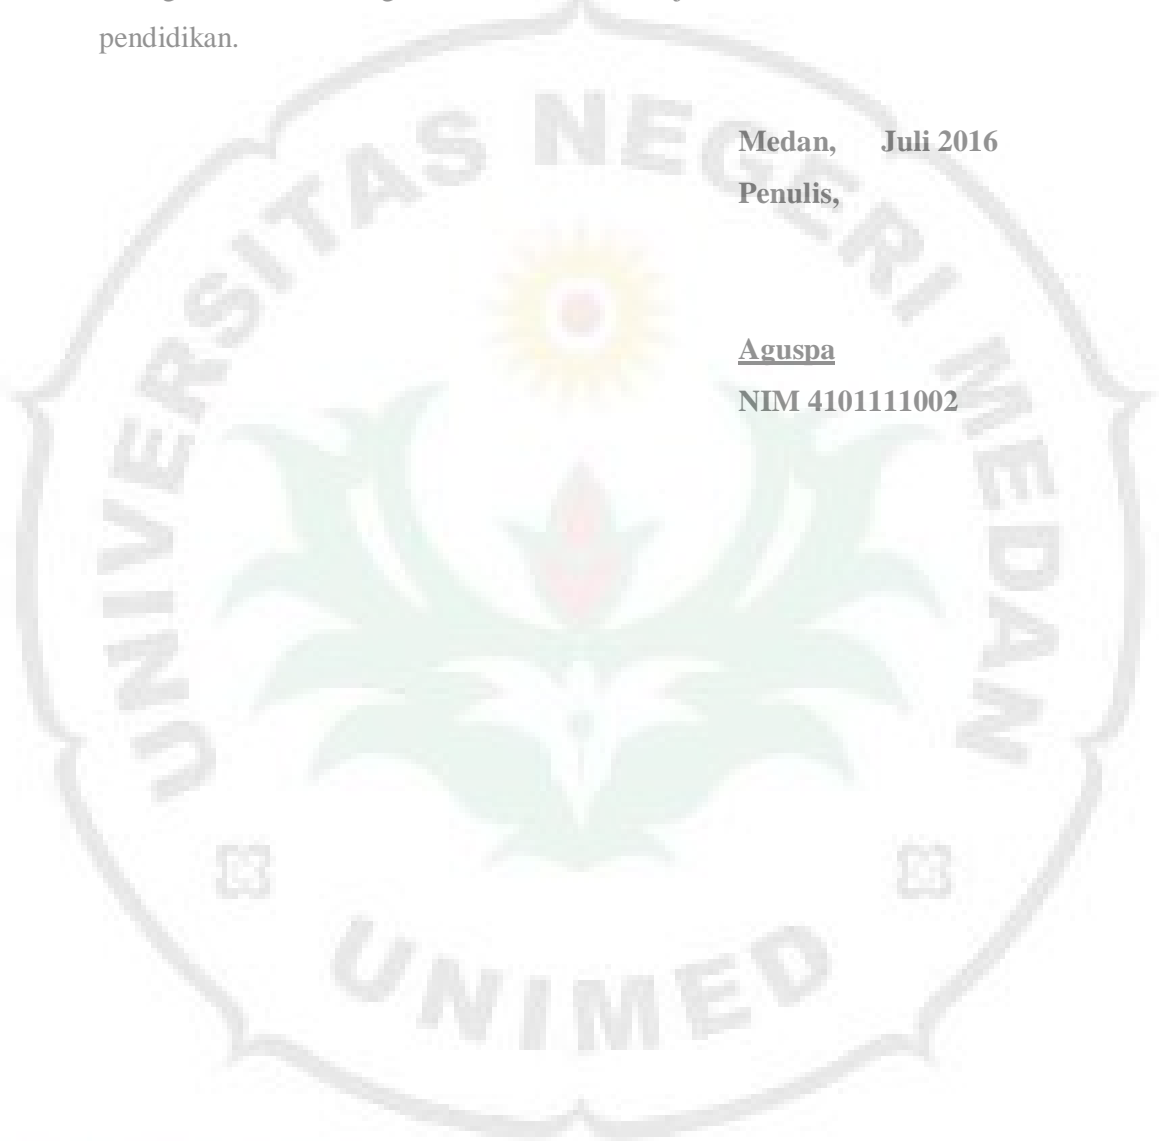 pendidikan.
Medan, Juli 2016
Penulis,
Aguspa
NIM 4101111002
UNIVERSITAS NEGERI MEDAN
UNIMED